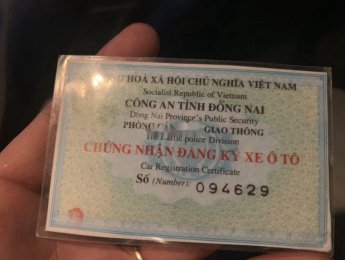 HOÀ XÃ HỘI CHỦ NGHĨA VIỆT NAM
Socialist Republic of Vietnam
CÔNG AN TỈNH ĐỒNG NAI
Dong Nai Province's Public Security
PHÒNG GIAO THÔNG
police Division
CHỨNG NHẬN ĐĂNG KÝ XE Ô TÔ
Car Registration Certificate
Số (Number): 094629